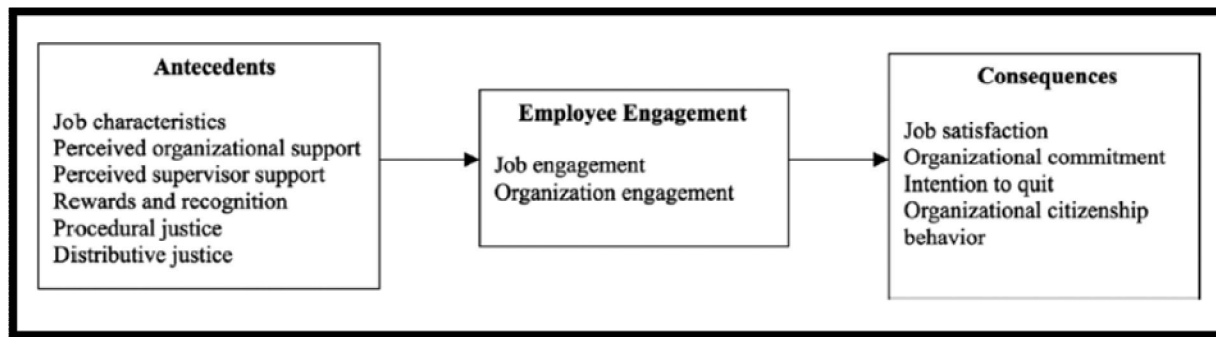 Antecedents
Job characteristics
Perceived organizational support
Perceived supervisor support
Rewards and recognition
Procedural justice
Distributive justice
Employee Engagement
Job engagement
Organization engagement
Consequences
Job satisfaction
Organizational commitment
Intention to quit
Organizational citizenship
behavior